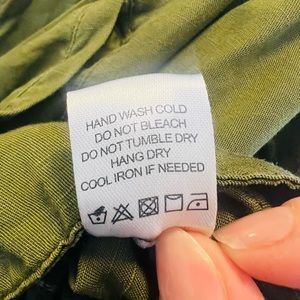 HAND WASH COLD
DO NOT BLEACH
DO NOT TUMBLE DRY
HANG DRY
COOL IRON IF NEEDED